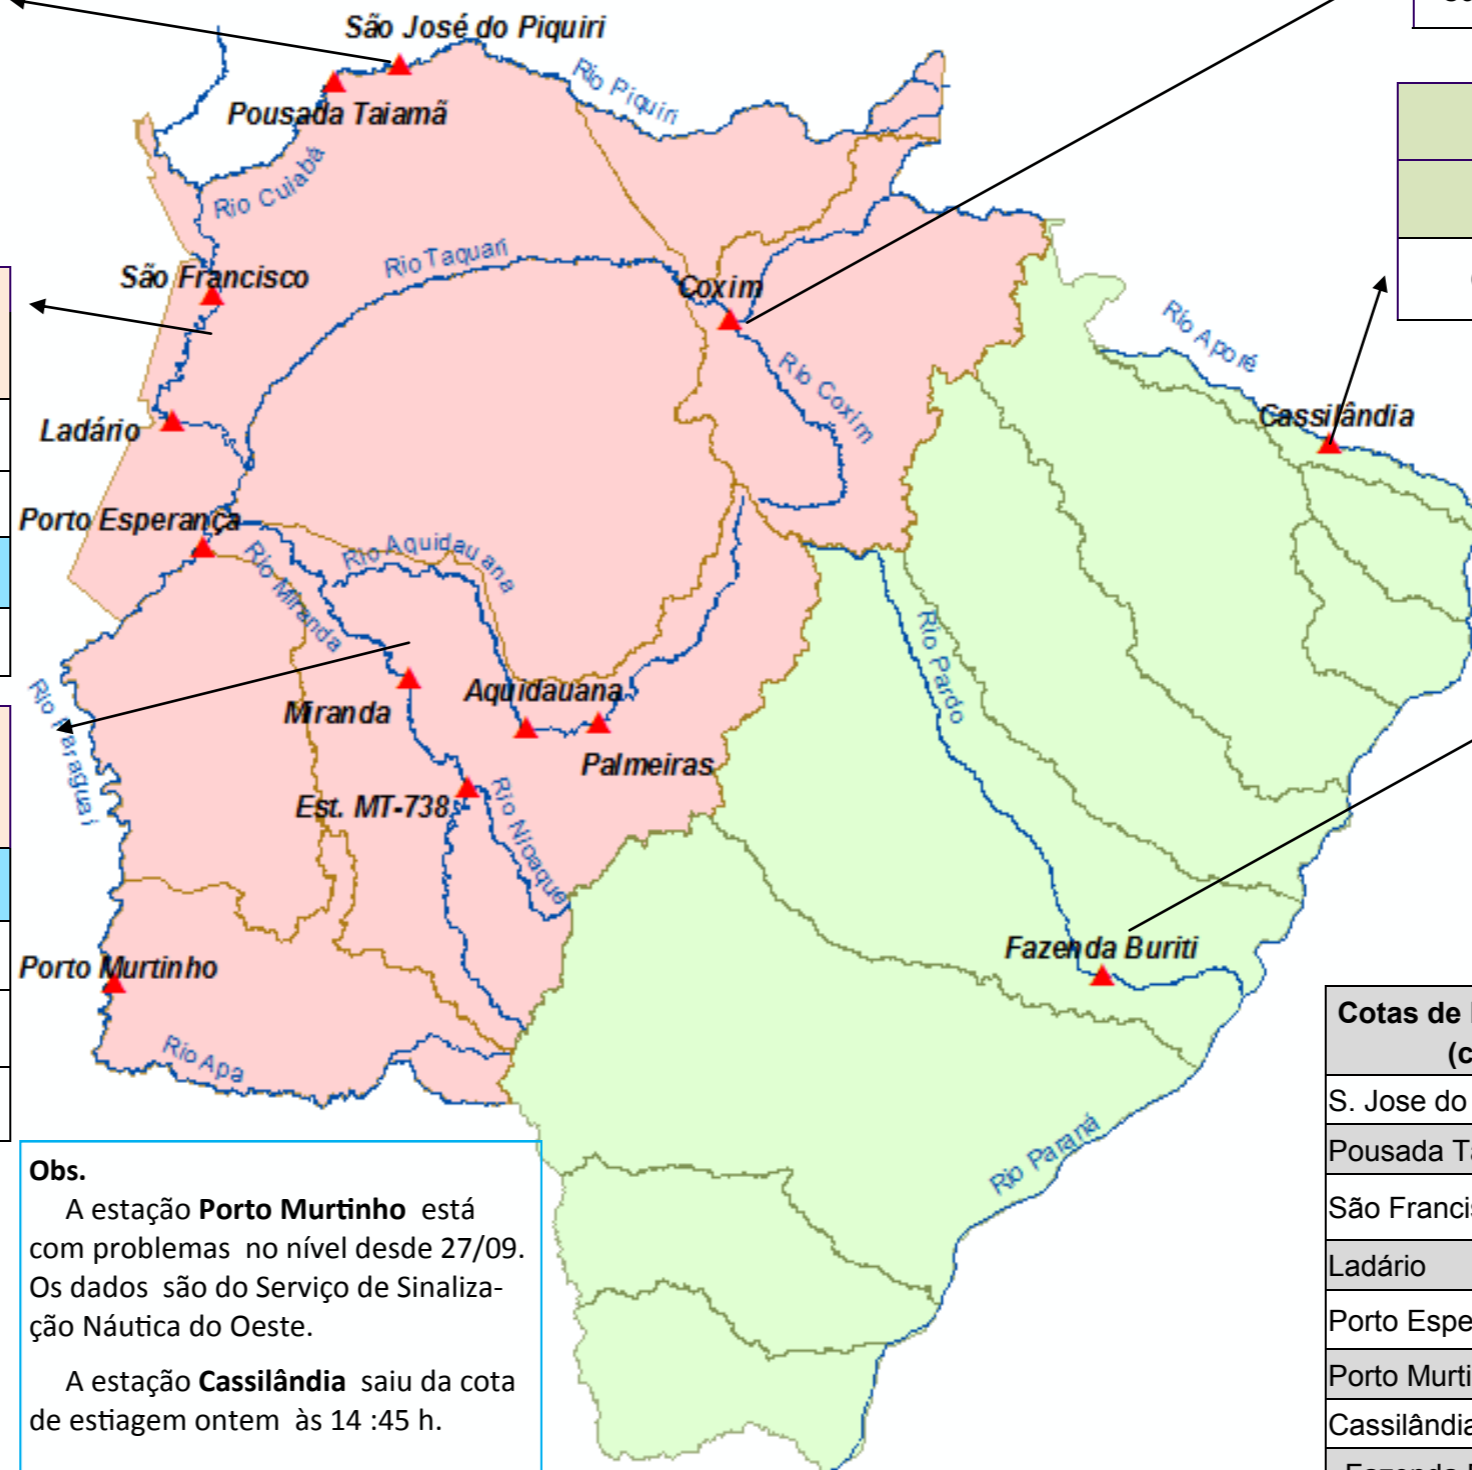 São José do Piquiri
Rio Piquiri
Pousada Taiamã
Rio Cuiabá
Rio Taquari
São Francisco
Coxim
Rio Aporé
Rio Coxim
Cassilândia
Ladário
Porto Esperança
Rio Aquidauana
Rio Miranda
Rio Pardo
Rio Paraguai
Miranda
Aquidauana
Palmeiras
Est. MT-738
Rio Nioaque
Fazenda Buriti
Porto Murtinho
Rio Apa
Rio Paraná
Cotas de
(c
S. Jose do
Pousada Ta
São Francis
Ladário
Porto Espe
Porto Murti
Cassilândia
Obs.
A estação Porto Murtinho está
com problemas no nível desde 27/09.
Os dados são do Serviço de Sinaliza-
ção Náutica do Oeste.
A estação Cassilândia saiu da cota
de estiagem ontem às 14 :45 h.